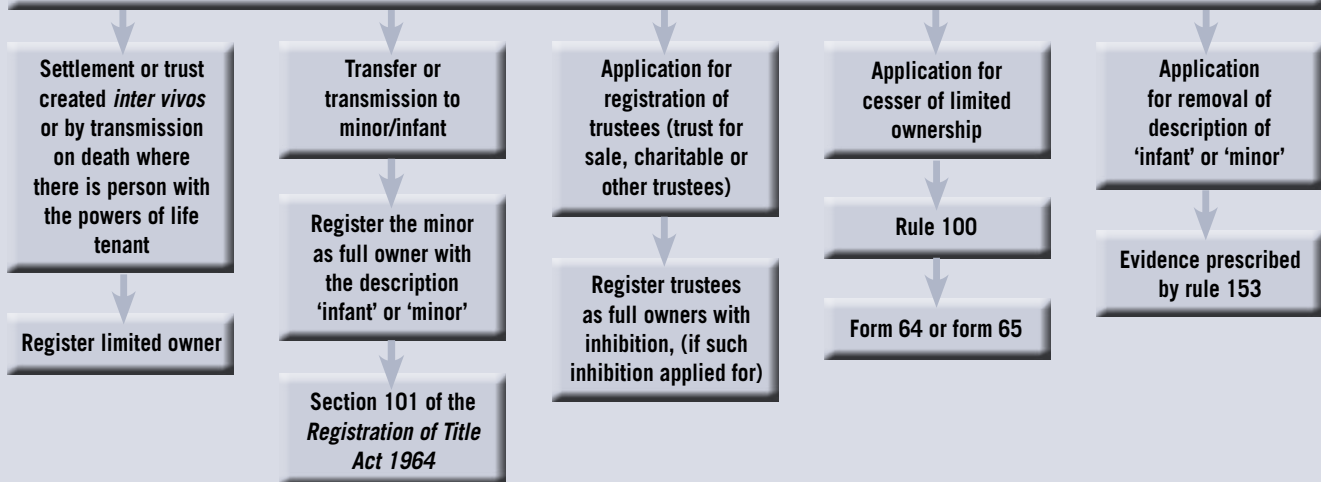 Settlement or trust
created inter vivos
or by transmission
on death where
there is person with
the powers of life
tenant
Register limited owner
Transfer or
transmission to
minor/infant
Register the minor
as full owner with
the description
‘infant’ or ‘minor’
Section 101 of the
Registration of Title
Act 1964
Application for
registration of
trustees (trust for
sale, charitable or
other trustees)
Register trustees
as full owners with
inhibition, (if such
inhibition applied for)
Application for
cesser of limited
ownership
Rule 100
Form 64 or form 65
Application
for removal of
description of
‘infant’ or ‘minor’
Evidence prescribed
by rule 153